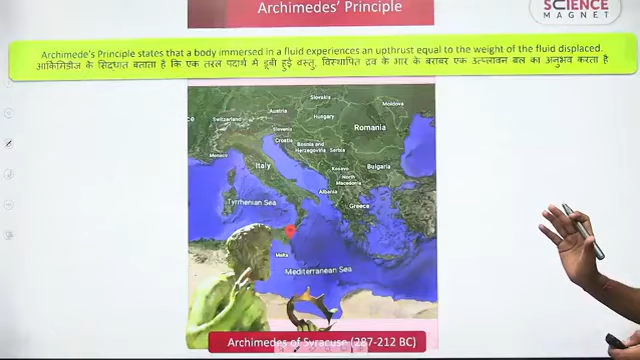 Archimedes' Principle
SCIENCE
MAGNET
Archimede's Principle states that a body immersed in a fluid experiences an upthrust equal to the weight of the fluid displaced.
आर्किमिडीज के सिद्धांत बताता है कि एक तरल पदार्थ में डूबी हुई वस्तु, विस्थापित द्रव के भार के बराबर एक उत्प्लावन बल का अनुभव करता है
Slovakia
Moldova
Austria
Hungary
Switzerland
Slovenia
Romania
Croatia
Bosnia and
Herzegovina
Serbia
Monaco
Italy
Kosovo
Bulgaria
North
Macedonia
Albania
Tyrrhenian Sea
Greece
Malta
Mediterranean Sea
Archimedes of Syracuse (287-212 BC)